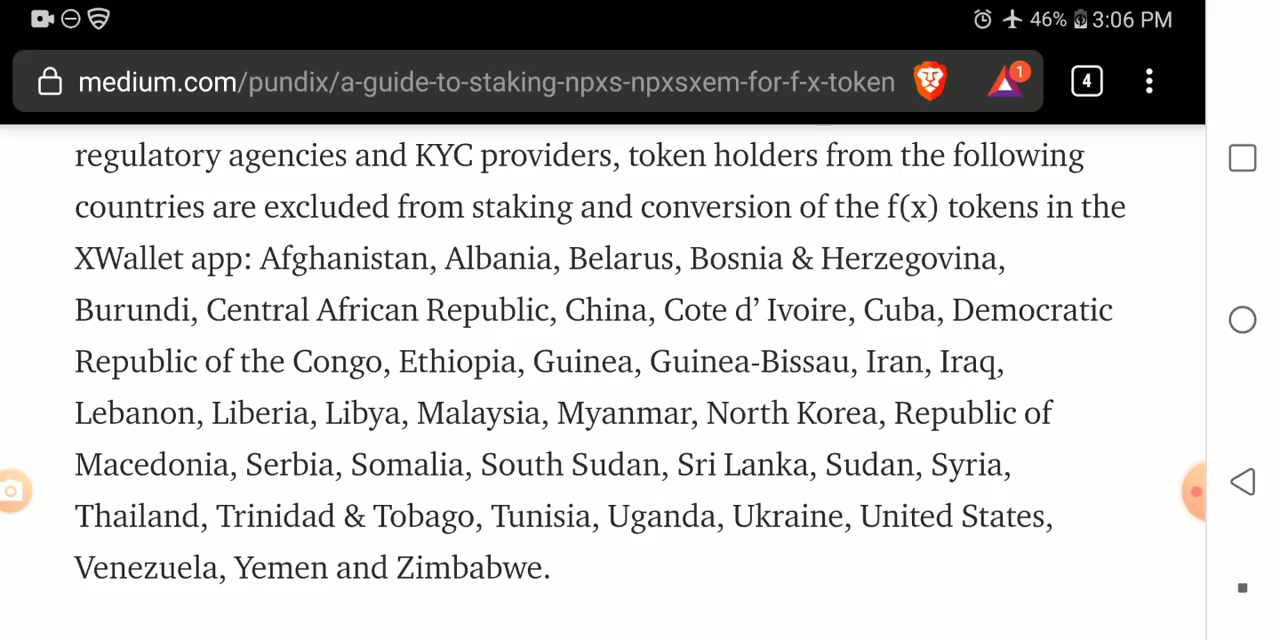 46% 3:06 PM
medium.com/pundix/a-guide-to-staking-npxs-npxsxem-for-f-x-token 1 4
regulatory agencies and KYC providers, token holders from the following
countries are excluded from staking and conversion of the f(x) tokens in the
XWallet app: Afghanistan, Albania, Belarus, Bosnia & Herzegovina,
Burundi, Central African Republic, China, Cote d’ Ivoire, Cuba, Democratic
Republic of the Congo, Ethiopia, Guinea, Guinea-Bissau, Iran, Iraq,
Lebanon, Liberia, Libya, Malaysia, Myanmar, North Korea, Republic of
Macedonia, Serbia, Somalia, South Sudan, Sri Lanka, Sudan, Syria,
Thailand, Trinidad & Tobago, Tunisia, Uganda, Ukraine, United States,
Venezuela, Yemen and Zimbabwe.